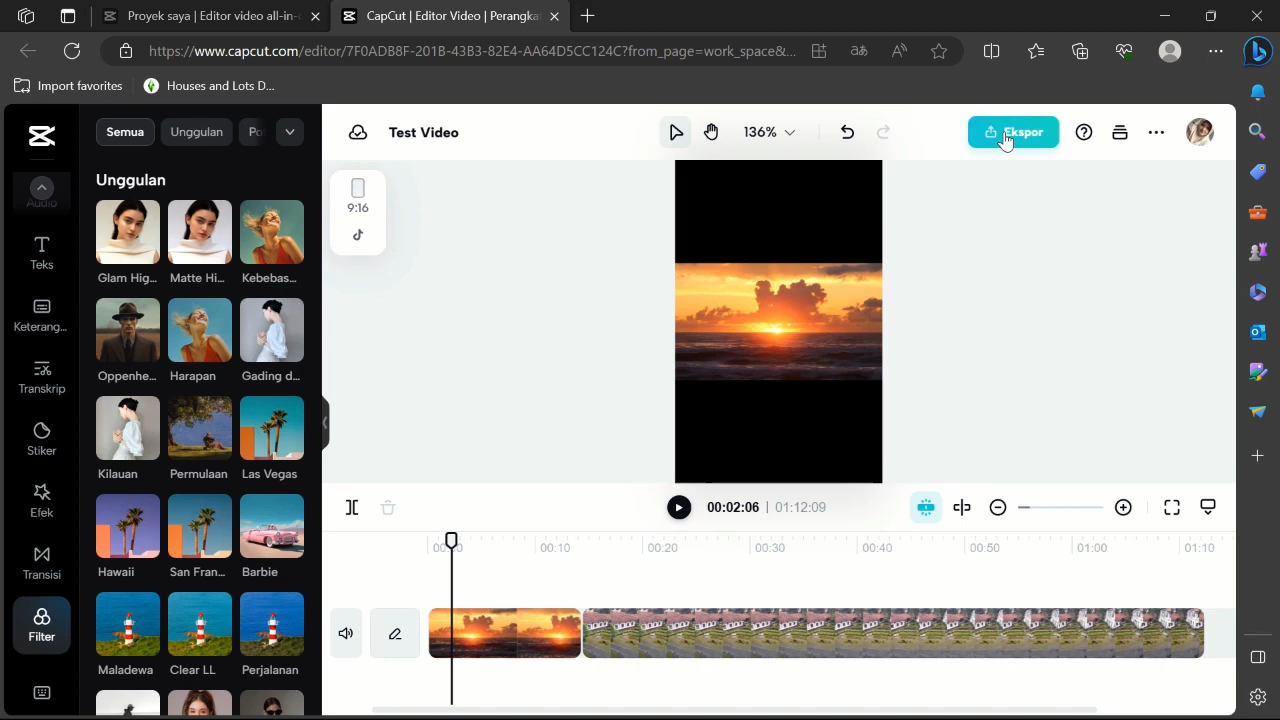 Proyek saya | Editor video all-in-
CapCut | Editor Video | Perangka
https://www.capcut.com/editor/7F0ADB8F-201B-43B3-82E4-AA64D5CC124C?from_page=work_space&...
Import favorites
Houses and Lots D...
Semua
Unggulan
Test Video
136%
Ekspor
Audio
Teks
Keterang...
Transkrip
Stiker
Efek
Transisi
Filter
Unggulan
Glam Hig...
Matte Hi...
Kebebas...
Oppenhe...
Harapan
Gading d...
Kilauan
Permulaan
Las Vegas
Hawaii
San Fran...
Barbie
Maladewa
Clear LL
Perjalanan
9:16
00:02:06 | 01:12:09
00:10
00:20
00:30
00:40
00:50
01:00
01:10